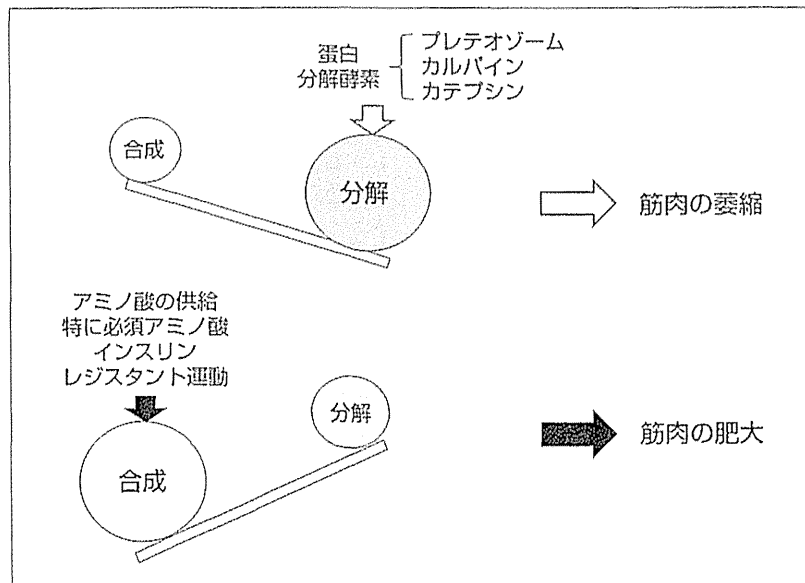 蛋白
分解酵素
プレテオゾーム
カルパイン
カテプシン
合成
分解
筋肉の萎縮
アミノ酸の供給
特に必須アミノ酸
インスリン
レジスタント運動
分解
合成
筋肉の肥大